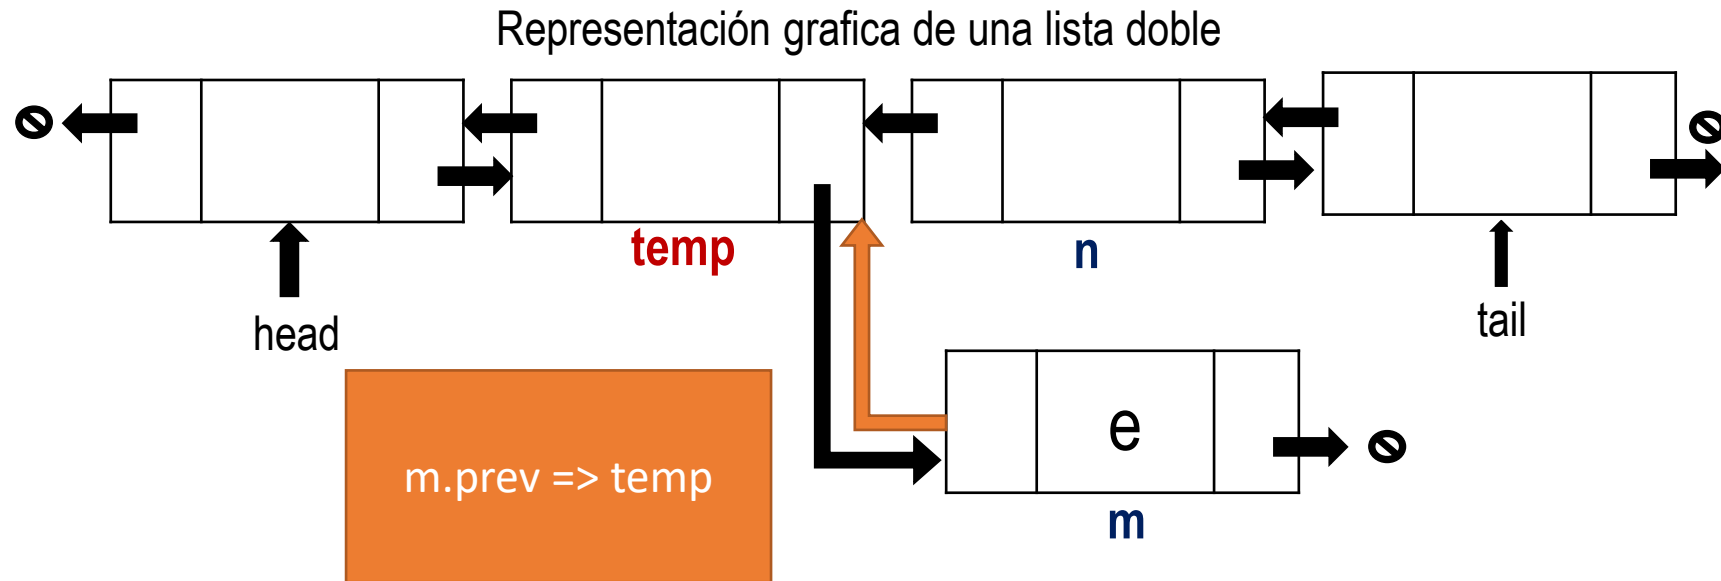 Representación grafica de una lista doble
temp
n
head
tail
e
m.prev => temp
m